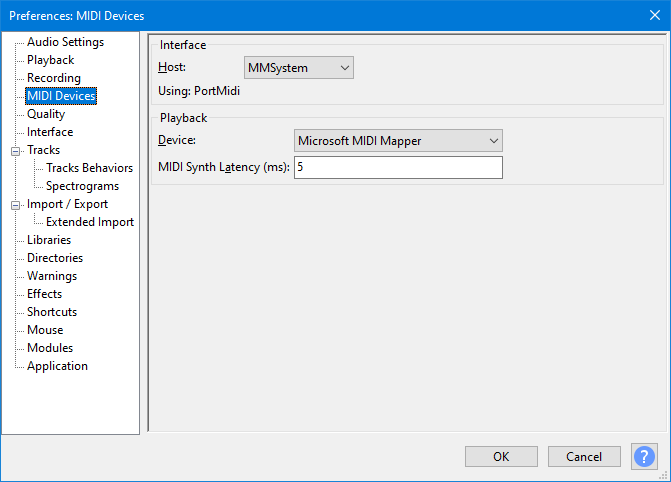 Preferences: MIDI Devices
Audio Settings
Playback
Recording
MIDI Devices
Quality
Interface
Tracks
Tracks Behaviors
Spectrograms
Import / Export
Extended Import
Libraries
Directories
Warnings
Effects
Shortcuts
Mouse
Modules
Application
Interface
Host: MMSystem
Using: PortMidi
Playback
Device: Microsoft MIDI Mapper
MIDI Synth Latency (ms): 5
OK Cancel ?